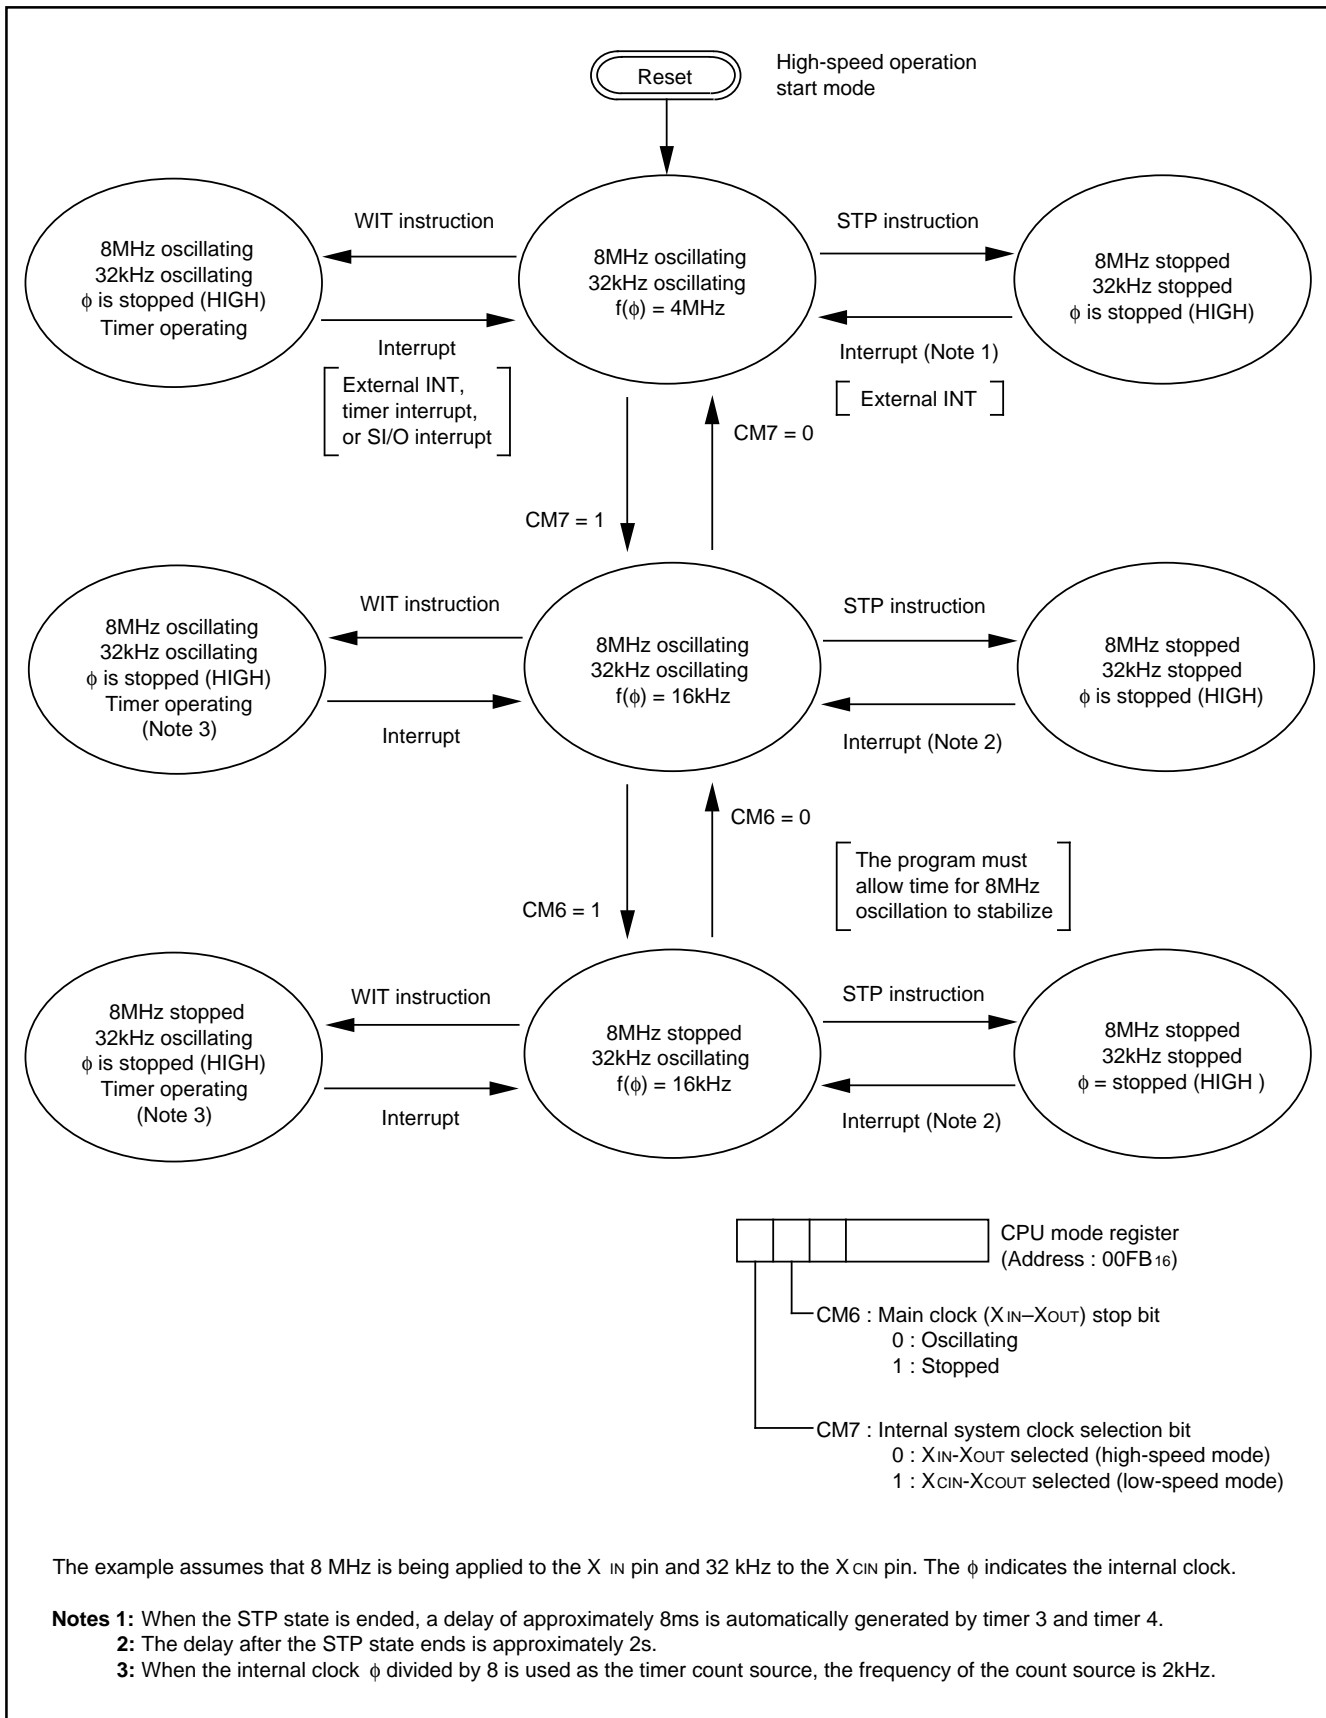 Reset
High-speed operation
start mode
WIT instruction
8MHz oscillating
32kHz oscillating
ϕ is stopped (HIGH)
Timer operating
Interrupt
External INT,
timer interrupt,
or SI/O interrupt
8MHz oscillating
32kHz oscillating
f(ϕ) = 4MHz
STP instruction
8MHz stopped
32kHz stopped
ϕ is stopped (HIGH)
Interrupt (Note 1)
External INT
CM7 = 0
CM7 = 1
WIT instruction
8MHz oscillating
32kHz oscillating
ϕ is stopped (HIGH)
Timer operating
(Note 3)
Interrupt
8MHz oscillating
32kHz oscillating
f(ϕ) = 16kHz
STP instruction
8MHz stopped
32kHz stopped
ϕ is stopped (HIGH)
Interrupt (Note 2)
CM6 = 0
The program must
allow time for 8MHz
oscillation to stabilize
CM6 = 1
WIT instruction
8MHz stopped
32kHz oscillating
ϕ is stopped (HIGH)
Timer operating
(Note 3)
Interrupt
8MHz stopped
32kHz oscillating
f(ϕ) = 16kHz
STP instruction
8MHz stopped
32kHz stopped
ϕ = stopped (HIGH )
Interrupt (Note 2)
CPU mode register
(Address : 00FB16)
CM6 : Main clock (XIN–XOUT) stop bit
0 : Oscillating
1 : Stopped
CM7 : Internal system clock selection bit
0 : XIN-XOUT selected (high-speed mode)
1 : XCIN-XCOUT selected (low-speed mode)
The example assumes that 8 MHz is being applied to the X IN pin and 32 kHz to the X CIN pin. The ϕ indicates the internal clock.
Notes 1: When the STP state is ended, a delay of approximately 8ms is automatically generated by timer 3 and timer 4.
2: The delay after the STP state ends is approximately 2s.
3: When the internal clock ϕ divided by 8 is used as the timer count source, the frequency of the count source is 2kHz.